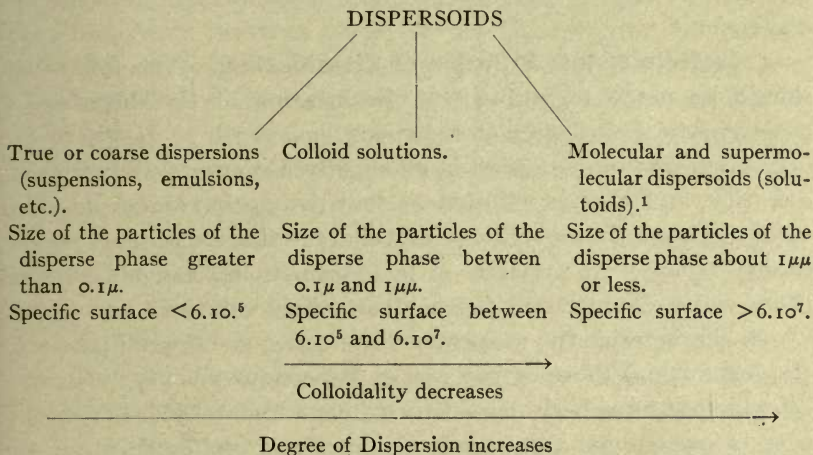 DISPERSOIDS
True or coarse dispersions
(suspensions, emulsions,
etc.).
Size of the particles of the
disperse phase greater
than 0.1μ.
Specific surface <6.10.⁵
Colloid solutions.
Size of the particles of the
disperse phase between
0.1μ and 1μμ.
Specific surface between
6.10⁵ and 6.10⁷.
Molecular and supermo-
lecular dispersoids (solu-
toids).¹
Size of the particles of the
disperse phase about 1μμ
or less.
Specific surface >6.10⁷.
Colloidality decreases
Degree of Dispersion increases